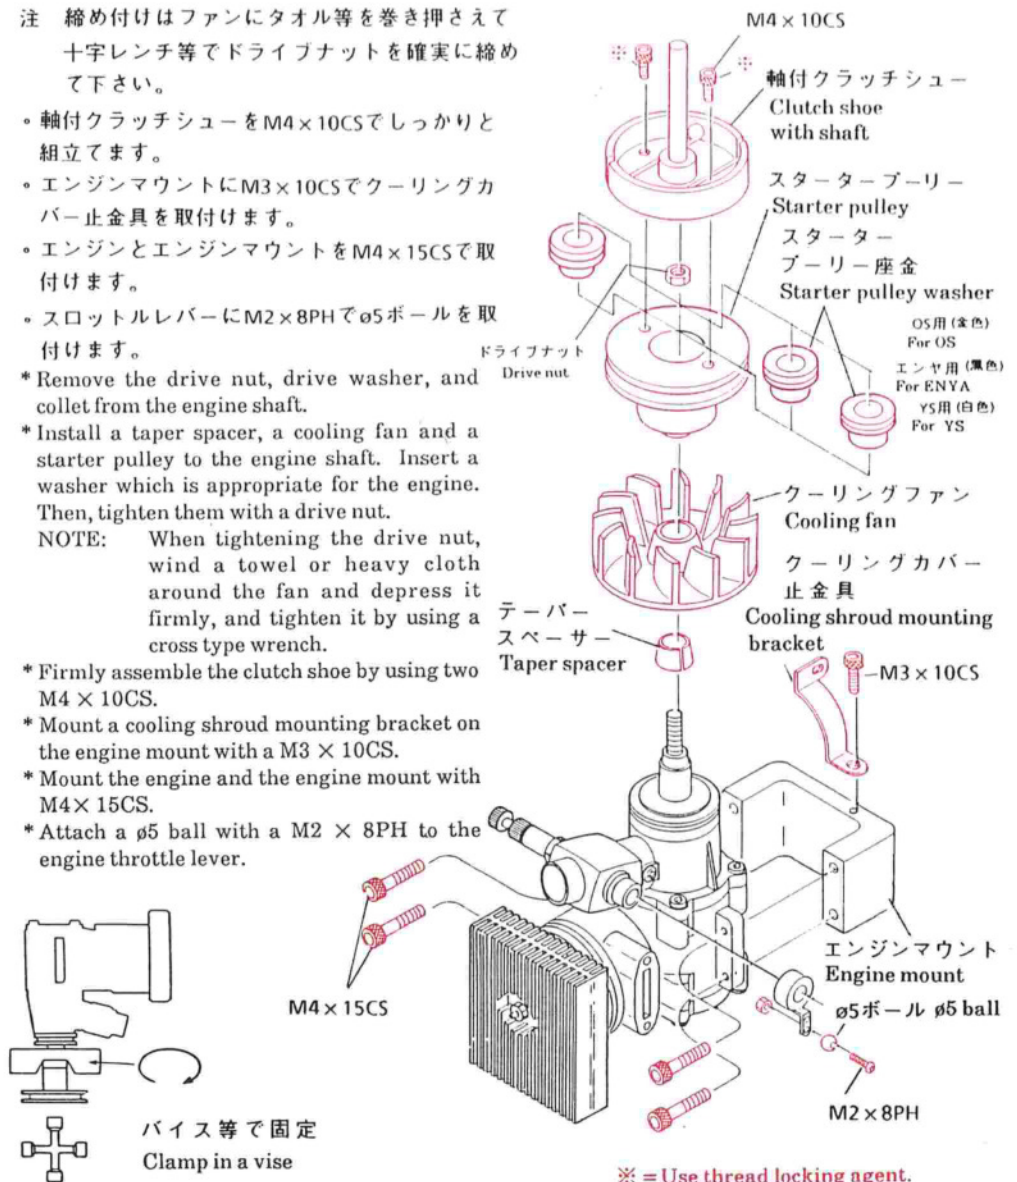 注 締め付けはファンにタオル等を巻き押さえて
十字レンチ等でドライブナットを確実に締め
て下さい。
◦ 軸付クラッチシューをM4×10CSでしっかりと
組立てます。
◦ エンジンマウントにM3×10CSでクーリングカ
バー止金具を取付けます。
◦ エンジンとエンジンマウントをM4×15CSで取
付けます。
◦ スロットルレバーにM2×8PHでø5ボールを取
付けます。
* Remove the drive nut, drive washer, and
collet from the engine shaft.
* Install a taper spacer, a cooling fan and a
starter pulley to the engine shaft. Insert a
washer which is appropriate for the engine.
Then, tighten them with a drive nut.
NOTE: When tightening the drive nut,
wind a towel or heavy cloth
around the fan and depress it
firmly, and tighten it by using a
cross type wrench.
* Firmly assemble the clutch shoe by using two
M4 × 10CS.
* Mount a cooling shroud mounting bracket on
the engine mount with a M3 × 10CS.
* Mount the engine and the engine mount with
M4× 15CS.
* Attach a ø5 ball with a M2 × 8PH to the
engine throttle lever.
M4×10CS
※
※
軸付クラッチシュー
Clutch shoe
with shaft
スタータープーリー
Starter pulley
スターター
プーリー座金
Starter pulley washer
OS用(金色)
For OS
エンヤ用(黒色)
For ENYA
YS用(白色)
For YS
ドライブナット
Drive nut
クーリングファン
Cooling fan
クーリングカバー
止金具
Cooling shroud mounting
bracket
テーパー
スペーサー
Taper spacer
M3×10CS
M4×15CS
エンジンマウント
Engine mount
ø5ボール ø5 ball
M2×8PH
バイス等で固定
Clamp in a vise
※ = Use thread locking agent.